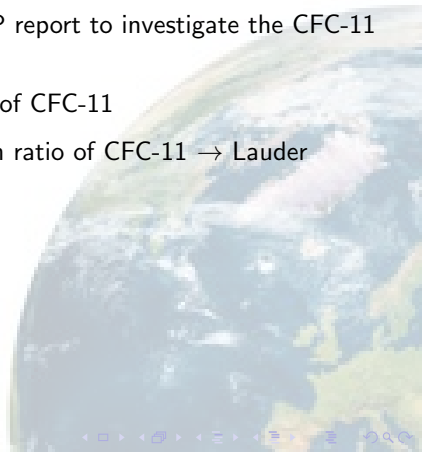 report to investigate the CFC-11
of CFC-11
ratio of CFC-11 → Lauder